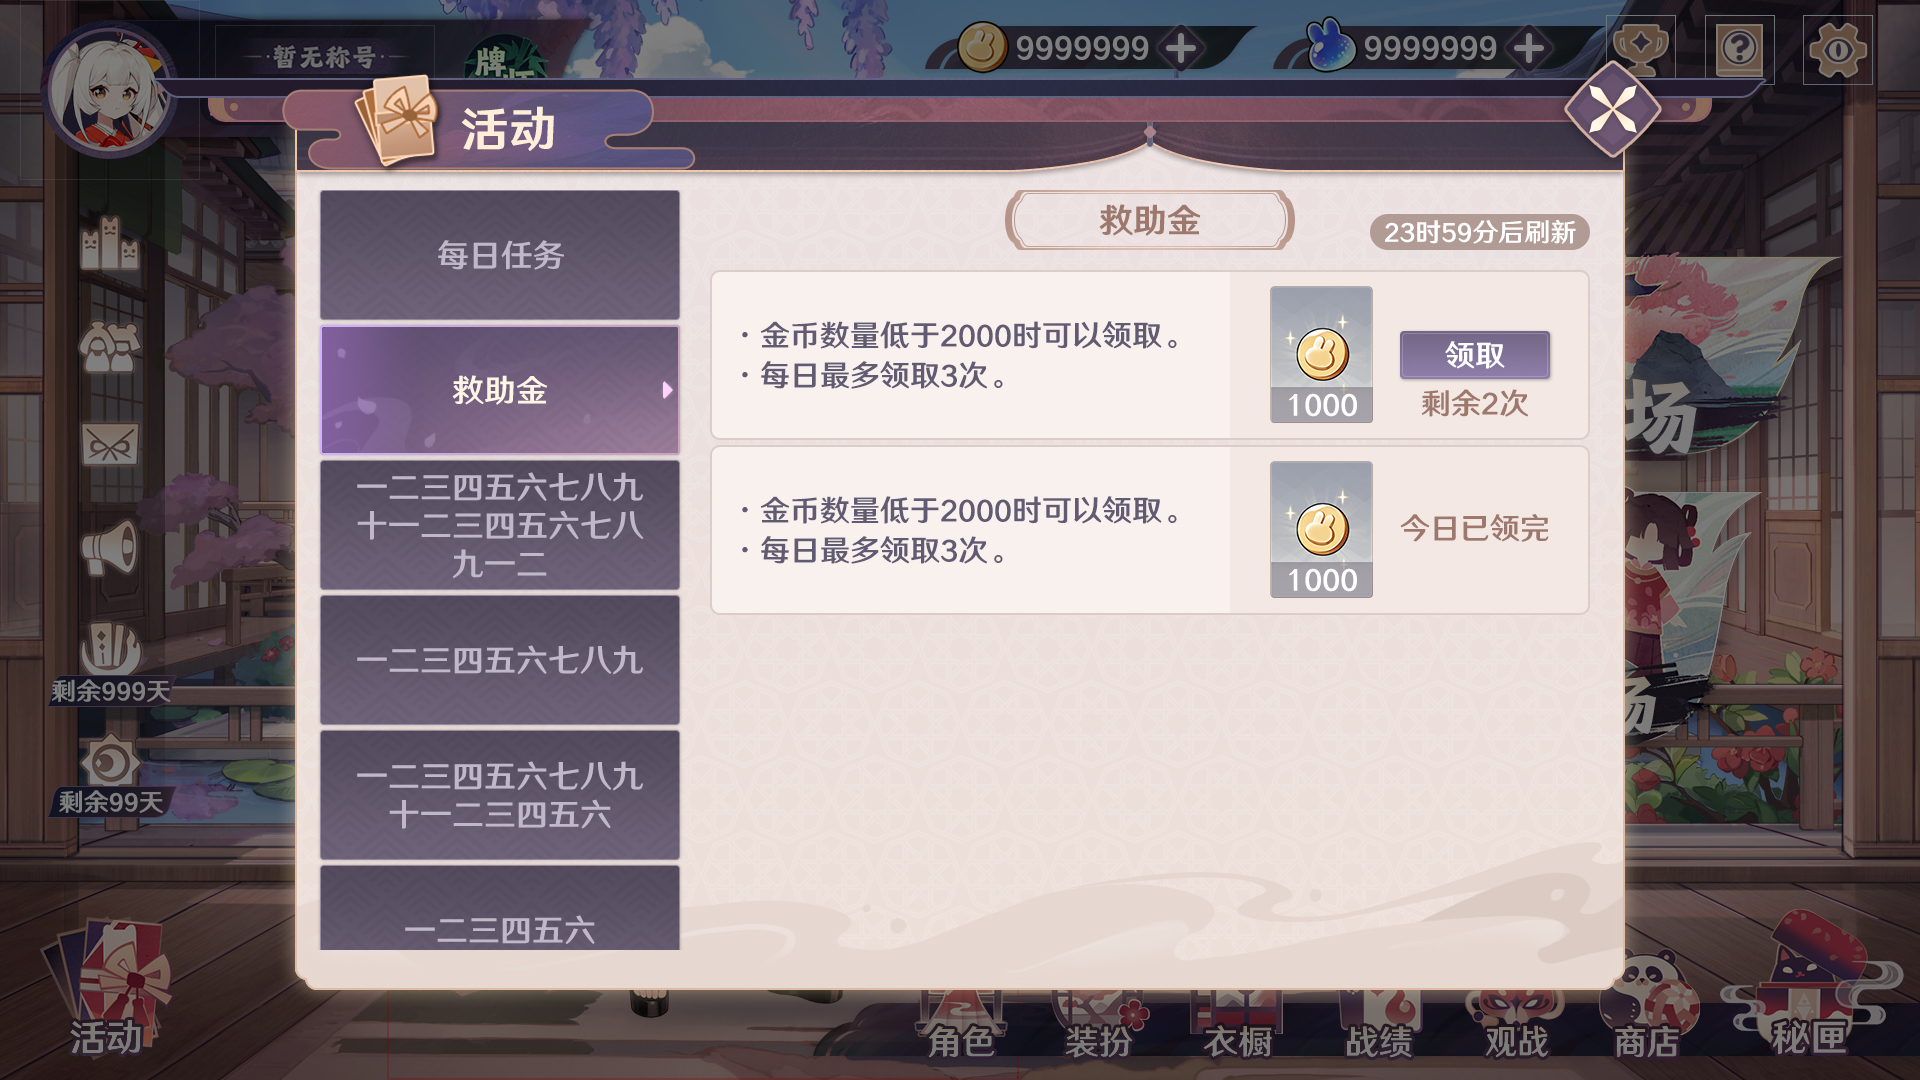 暂无称号
牌
9999999
9999999
活动
每日任务
救助金
一二三四五六七八九
十一二三四五六七八
九一二
一二三四五六七八九
一二三四五六七八九
十一二三四五六
一二三四五六
救助金
23时59分后刷新
·金币数量低于2000时可以领取。
·每日最多领取3次。
1000
领取
剩余2次
·金币数量低于2000时可以领取。
·每日最多领取3次。
1000
今日已领完
场
场
剩余999天
剩余99天
活动
角色
装扮
衣橱
战绩
观战
商店
秘匣